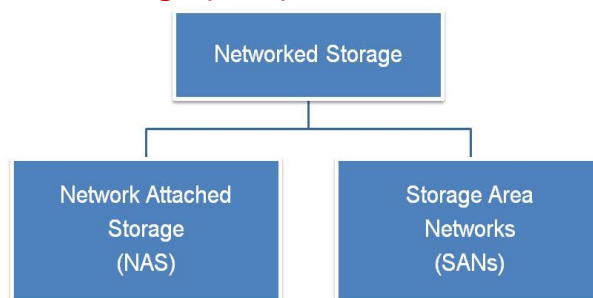 Networked Storage
Network Attached
Storage
(NAS)
Storage Area
Networks
(SANs)